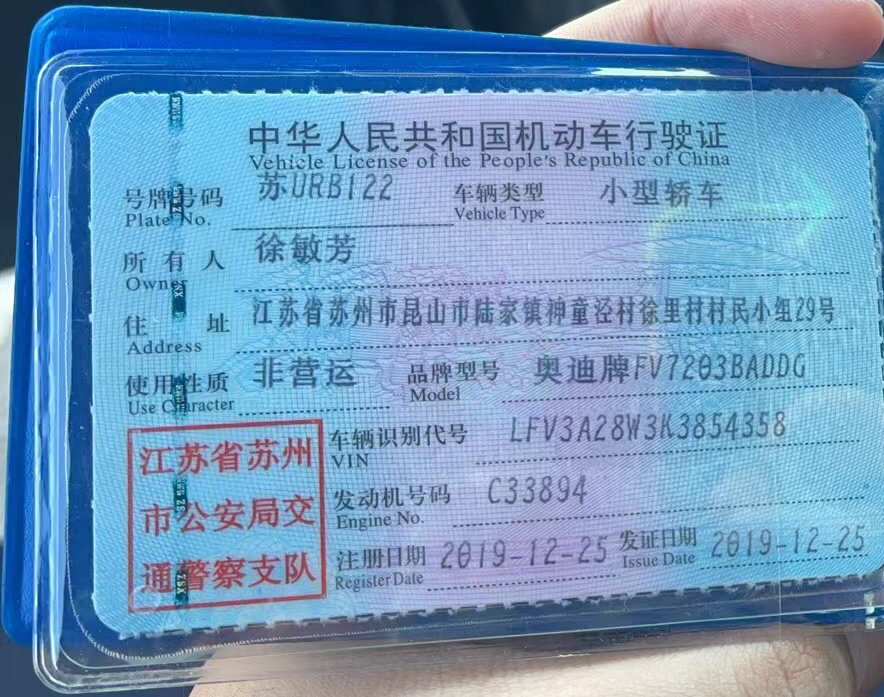 中华人民共和国机动车行驶证
Vehicle License of the People's Republic of China
号牌号码 苏URB122 车辆类型 小型轿车
Plate No. Vehicle Type
所有人 徐敏芳
Owner
住址 江苏省苏州市昆山市陆家镇神童泾村徐里村村民小组29号
Address
使用性质 非营运 品牌型号 奥迪牌FV7203BADDG
Use Character Model
江苏省苏州
市公安局交
通警察支队
车辆识别代号 LFV3A28W3K3854358
VIN
发动机号码 C33894
Engine No.
注册日期 2019-12-25 发证日期 2019-12-25
Register Date Issue Date